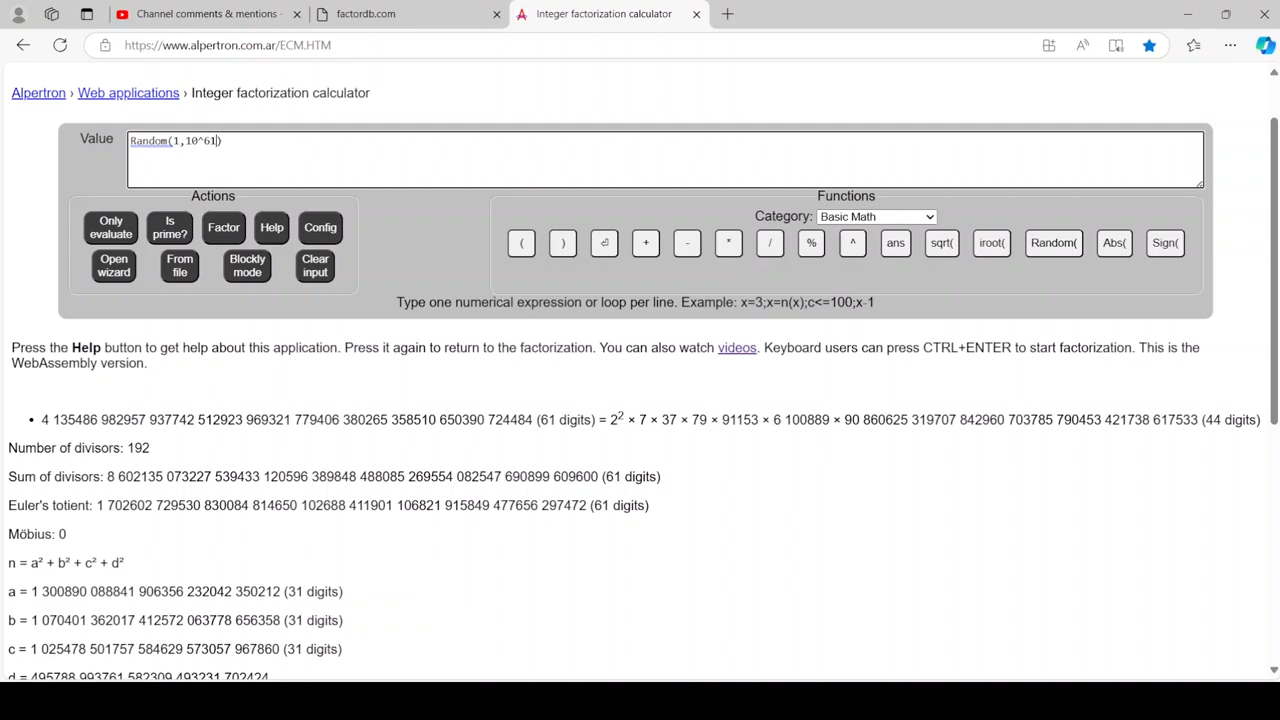 Channel comments & mentions -
factordb.com
Integer factorization calculator
https://www.alpertron.com.ar/ECM.HTM
Alpertron › Web applications › Integer factorization calculator
Value
Random(1,10^61)
Actions
Functions
Only evaluate
Is prime?
Factor
Help
Config
Open wizard
From file
Blockly mode
Clear input
Category: Basic Math
( ) ⏎ + - * / % ^ ans sqrt( iroot( Random( Abs( Sign(
Type one numerical expression or loop per line. Example: x=3;x=n(x);c<=100;x-1
Press the Help button to get help about this application. Press it again to return to the factorization. You can also watch videos. Keyboard users can press CTRL+ENTER to start factorization. This is the
WebAssembly version.
• 4 135486 982957 937742 512923 969321 779406 380265 358510 650390 724484 (61 digits) = 2² × 7 × 37 × 79 × 91153 × 6 100889 × 90 860625 319707 842960 703785 790453 421738 617533 (44 digits)
Number of divisors: 192
Sum of divisors: 8 602135 073227 539433 120596 389848 488085 269554 082547 690899 609600 (61 digits)
Euler's totient: 1 702602 729530 830084 814650 102688 411901 106821 915849 477656 297472 (61 digits)
Möbius: 0
n = a² + b² + c² + d²
a = 1 300890 088841 906356 232042 350212 (31 digits)
b = 1 070401 362017 412572 063778 656358 (31 digits)
c = 1 025478 501757 584629 573057 967860 (31 digits)
d = 495788 993761 582309 493231 702424